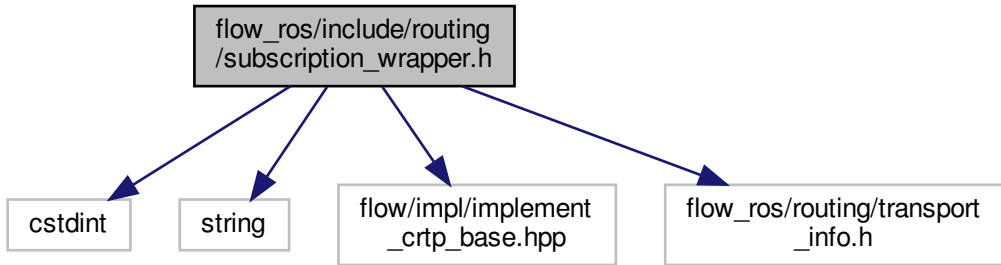 flow_ros/include/routing
/subscription_wrapper.h
cstdint
string
flow/impl/implement
_crtp_base.hpp
flow_ros/routing/transport
_info.h